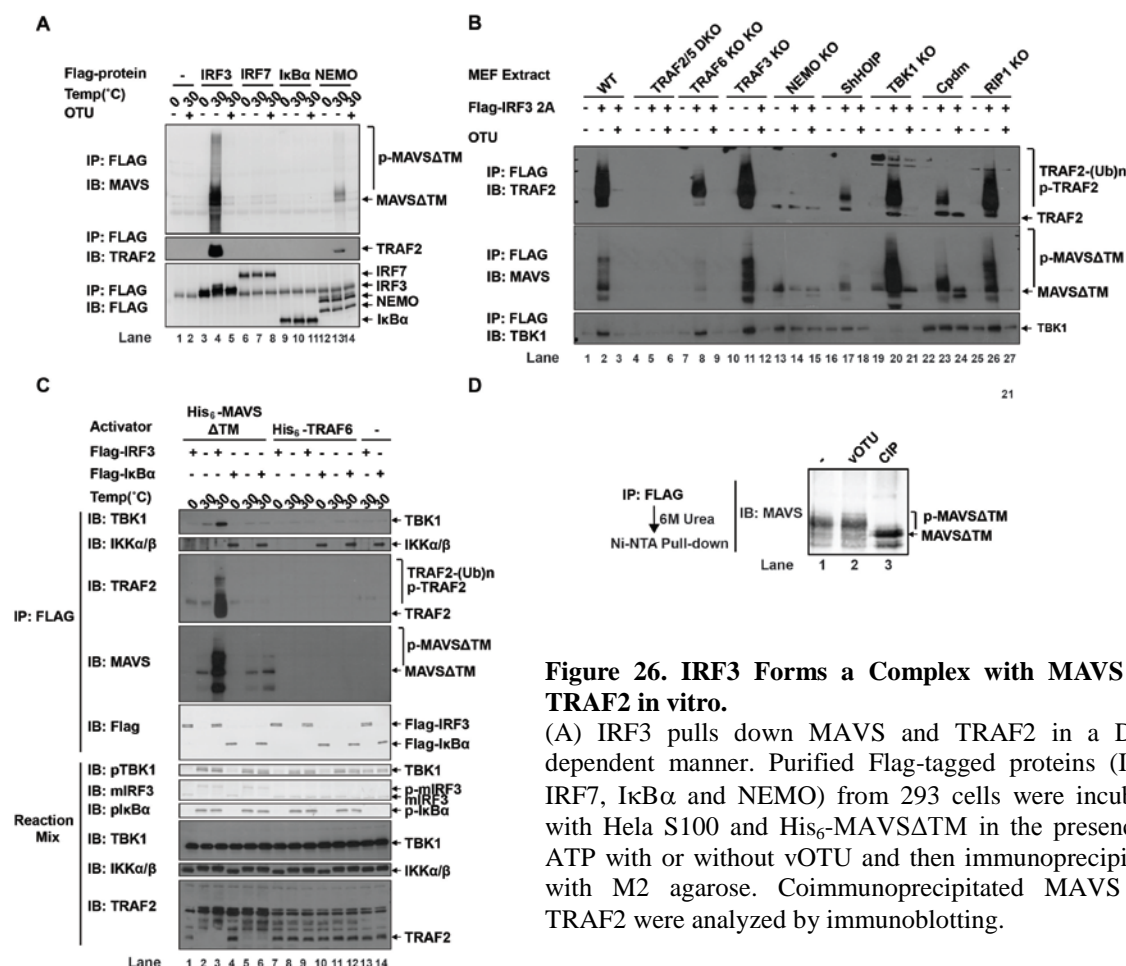 A
Flag-protein - IRF3 IRF7 IκBα NEMO
Temp(°C) 0 30 30 0 30 30 0 30 30 0 30 30 0 30
OTU + + + + +
IP: FLAG
IB: MAVS
p-MAVSΔTM
MAVSΔTM
IP: FLAG
IB: TRAF2
TRAF2
IP: FLAG
IB: FLAG
IRF7
IRF3
NEMO
IκBα
Lane 1 2 3 4 5 6 7 8 9 10 11 12 13 14
B
MEF Extract WT TRAF2/5 DKO TRAF6 KO KO TRAF3 KO NEMO KO ShHOIP TBK1 KO Cpdm RIP1 KO
Flag-IRF3 2A - + + - + + - + + - + + - + + - + + - + + - + + - + +
OTU - - + - - + - - + - - + - - + - - + - - + - - + - - +
IP: FLAG
IB: TRAF2
TRAF2-(Ub)n
p-TRAF2
TRAF2
IP: FLAG
IB: MAVS
p-MAVSΔTM
MAVSΔTM
IP: FLAG
IB: TBK1
TBK1
Lane 1 2 3 4 5 6 7 8 9 10 11 12 13 14 15 16 17 18 19 20 21 22 23 24 25 26 27
21
C
Activator His₆-MAVS ΔTM His₆-TRAF6 -
Flag-IRF3 + - + - - - + - + - - - + -
Flag-IκBα - - - + - + - - - + - + - +
Temp(°C) 0 30 30 0 30 30 0 30 30 0 30 30 30 30
IP: FLAG
IB: TBK1
TBK1
IB: IKKα/β
IKKα/β
IB: TRAF2
TRAF2-(Ub)n
p-TRAF2
TRAF2
IB: MAVS
p-MAVSΔTM
MAVSΔTM
IB: Flag
Flag-IRF3
Flag-IκBα
Reaction
Mix
IB: pTBK1
TBK1
IB: mIRF3
p-mIRF3
mIRF3
IB: pIκBα
p-IκBα
IB: TBK1
TBK1
IB: IKKα/β
IKKα/β
IB: TRAF2
TRAF2
Lane 1 2 3 4 5 6 7 8 9 10 11 12 13 14
D
- vOTU CIP
IP: FLAG
6M Urea
Ni-NTA Pull-down
IB: MAVS
p-MAVSΔTM
MAVSΔTM
Lane 1 2 3
Figure 26. IRF3 Forms a Complex with MAVS
TRAF2 in vitro.
(A) IRF3 pulls down MAVS and TRAF2 in a D
dependent manner. Purified Flag-tagged proteins (I
IRF7, IκBα and NEMO) from 293 cells were incub
with Hela S100 and His₆-MAVSΔTM in the presen
ATP with or without vOTU and then immunoprecipi
with M2 agarose. Coimmunoprecipitated MAVS
TRAF2 were analyzed by immunoblotting.